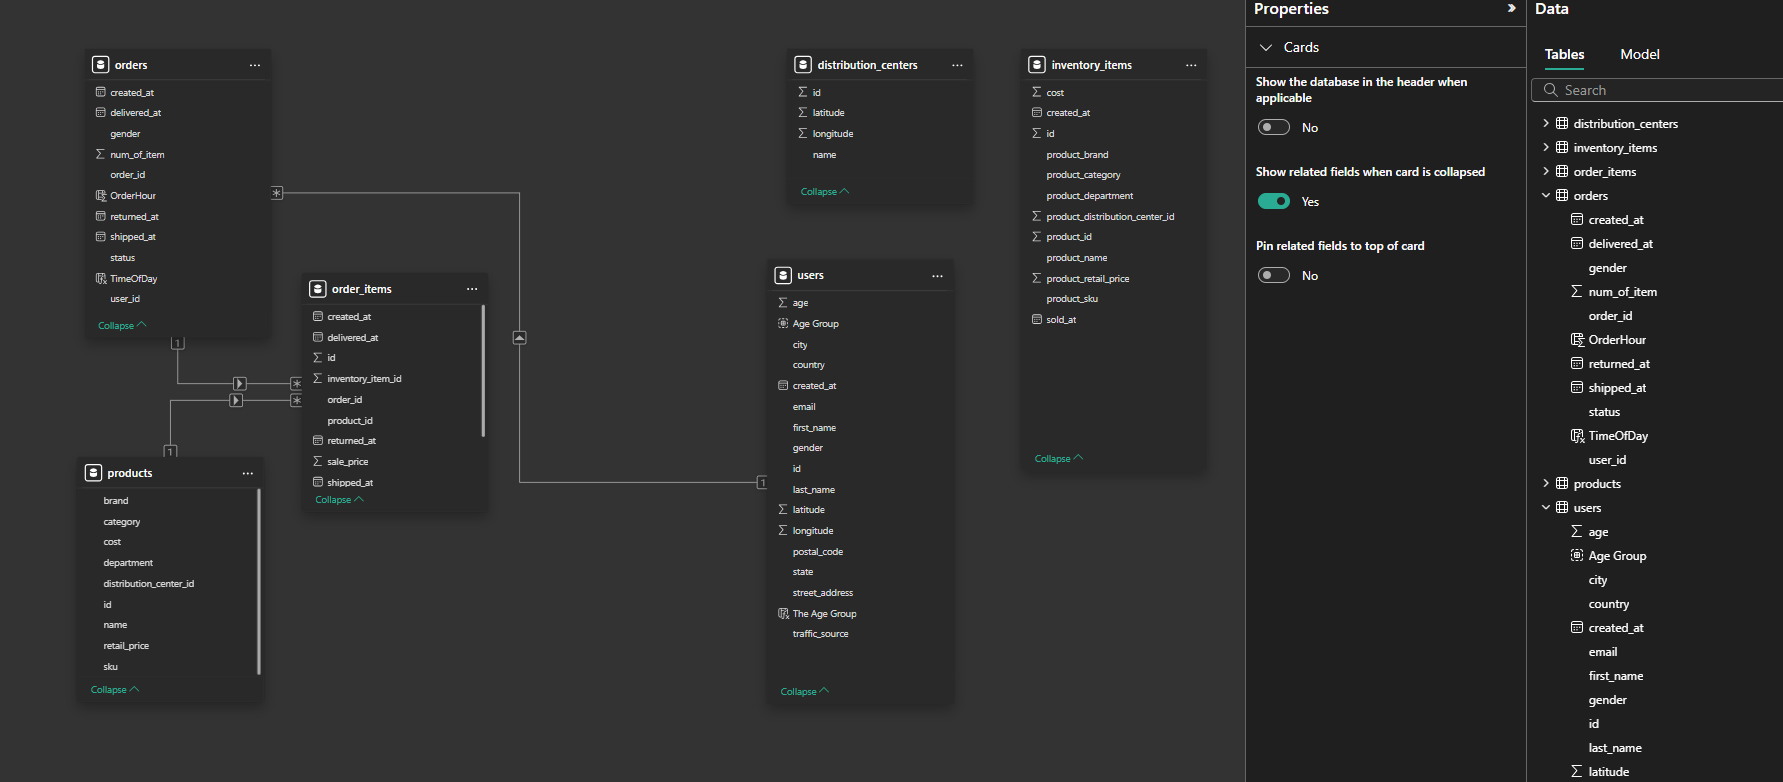 orders
...
created_at
delivered_at
gender
num_of_item
order_id
OrderHour
returned_at
shipped_at
status
TimeOfDay
user_id
Collapse
1
*
order_items
...
created_at
delivered_at
id
inventory_item_id
order_id
product_id
returned_at
sale_price
shipped_at
Collapse
*
*
1
products
...
brand
category
cost
department
distribution_center_id
id
name
retail_price
sku
Collapse
distribution_centers
...
id
latitude
longitude
name
Collapse
users
...
age
Age Group
city
country
created_at
email
first_name
gender
id
last_name
latitude
longitude
postal_code
state
street_address
The Age Group
traffic_source
Collapse
1
inventory_items
...
cost
created_at
id
product_brand
product_category
product_department
product_distribution_center_id
product_id
product_name
product_retail_price
product_sku
sold_at
Collapse
Properties
Cards
Show the database in the header when
applicable
No
Show related fields when card is collapsed
Yes
Pin related fields to top of card
No
Data
Tables Model
Search
distribution_centers
inventory_items
order_items
orders
created_at
delivered_at
gender
num_of_item
order_id
OrderHour
returned_at
shipped_at
status
TimeOfDay
user_id
products
users
age
Age Group
city
country
created_at
email
first_name
gender
id
last_name
latitude